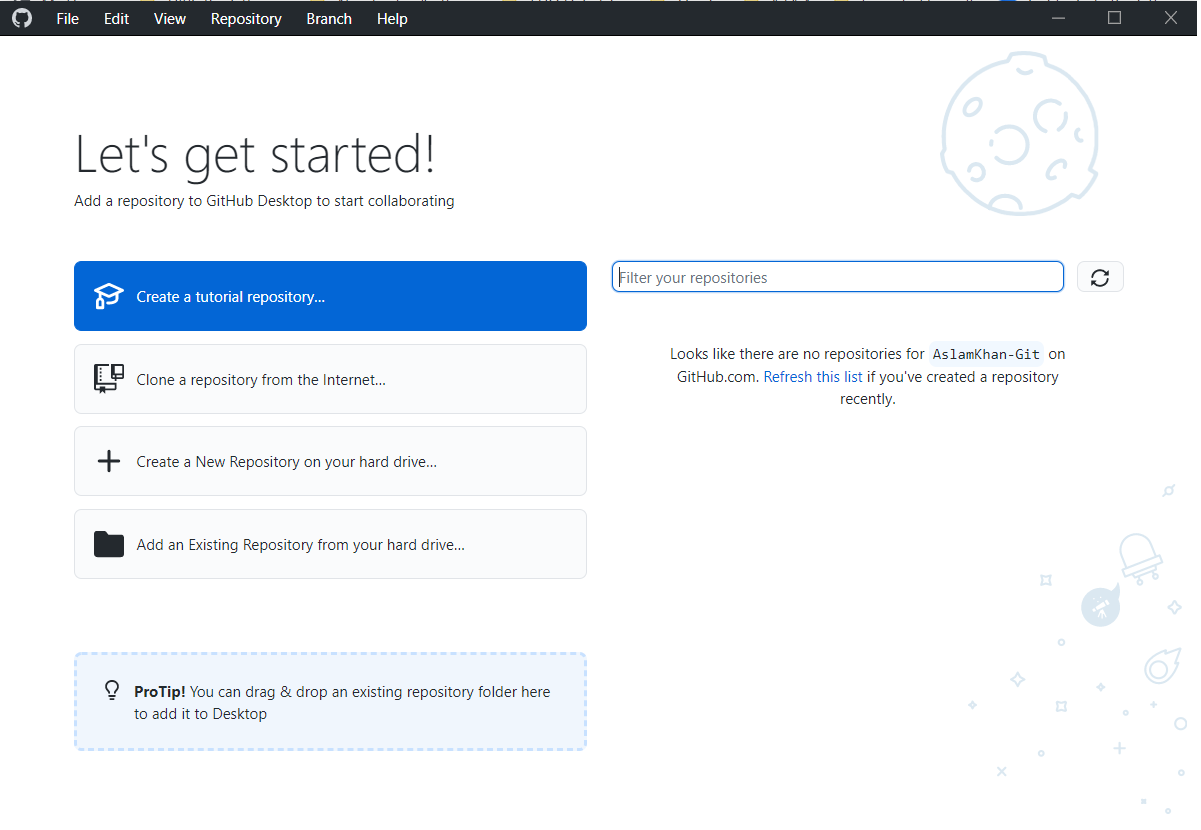 File Edit View Repository Branch Help
Let's get started!
Add a repository to GitHub Desktop to start collaborating
Create a tutorial repository...
Clone a repository from the Internet...
Create a New Repository on your hard drive...
Add an Existing Repository from your hard drive...
ProTip! You can drag & drop an existing repository folder here
to add it to Desktop
Filter your repositories
Looks like there are no repositories for AslamKhan-Git on
GitHub.com. Refresh this list if you've created a repository
recently.